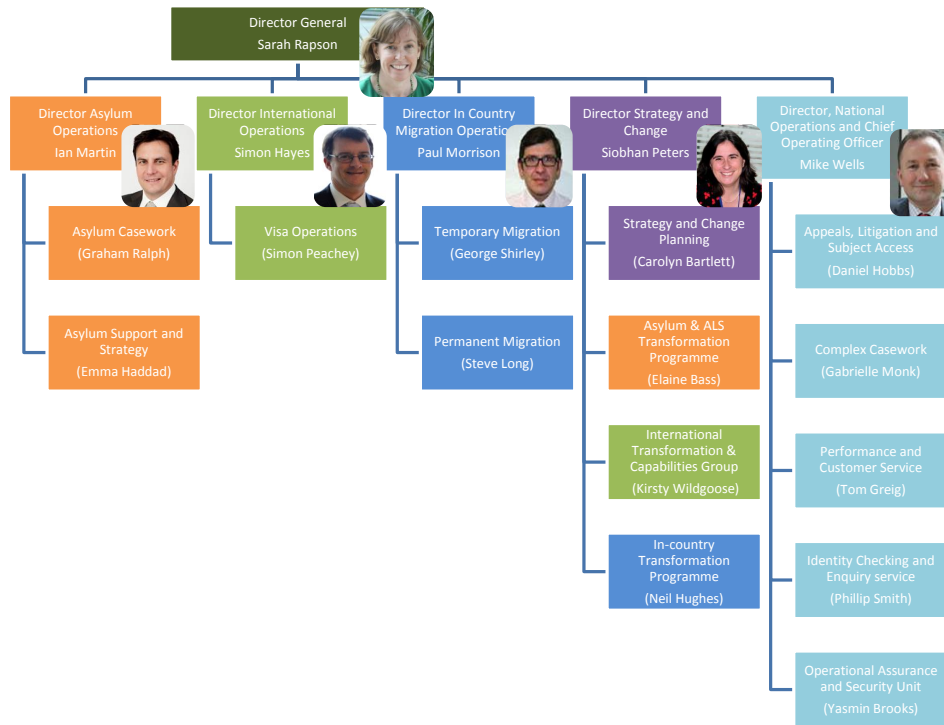 Director General
Sarah Rapson
Director Asylum
Operations
Ian Martin
Director International
Operations
Simon Hayes
Director In Country
Migration Operatio
Paul Morrison
Director Strategy and
Change
Siobhan Peters
Director, National
Operations and Chief
Operating Officer
Mike Wells
Asylum Casework
(Graham Ralph)
Asylum Support and
Strategy
(Emma Haddad)
Visa Operations
(Simon Peachey)
Temporary Migration
(George Shirley)
Permanent Migration
(Steve Long)
Strategy and Change
Planning
(Carolyn Bartlett)
Asylum & ALS
Transformation
Programme
(Elaine Bass)
International
Transformation &
Capabilities Group
(Kirsty Wildgoose)
In-country
Transformation
Programme
(Neil Hughes)
Appeals, Litigation and
Subject Access
(Daniel Hobbs)
Complex Casework
(Gabrielle Monk)
Performance and
Customer Service
(Tom Greig)
Identity Checking and
Enquiry service
(Phillip Smith)
Operational Assurance
and Security Unit
(Yasmin Brooks)